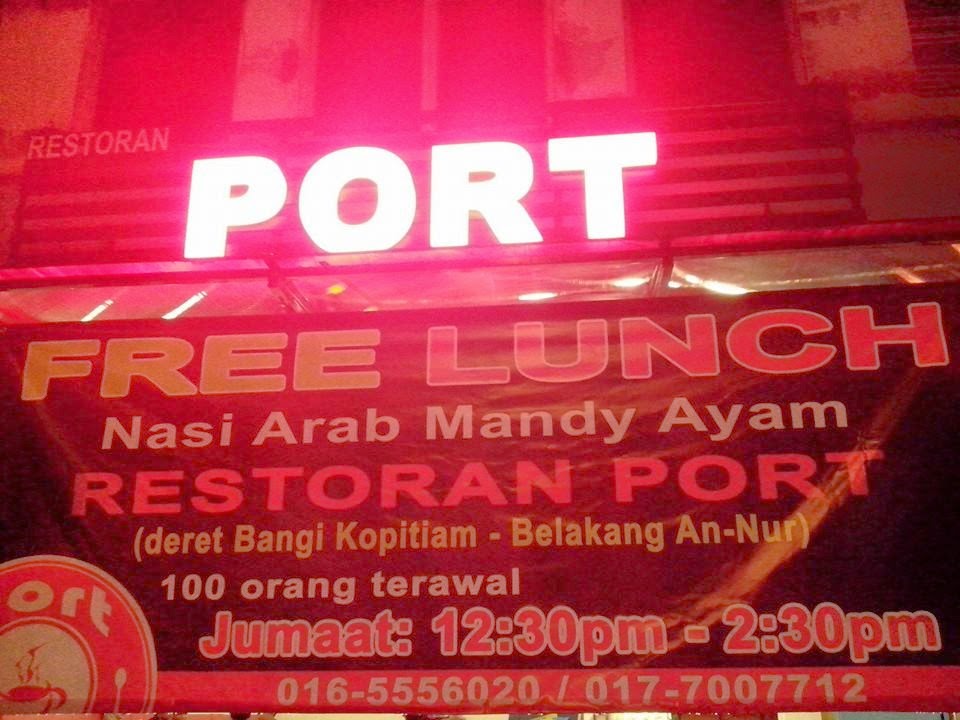 RESTORAN
PORT
FREE LUNCH
Nasi Arab Mandy Ayam
RESTORAN PORT
(deret Bangi Kopitiam - Belakang An-Nur)
100 orang terawal
Jumaat: 12:30pm - 2:30pm
016-5556020 / 017-7007712
ort